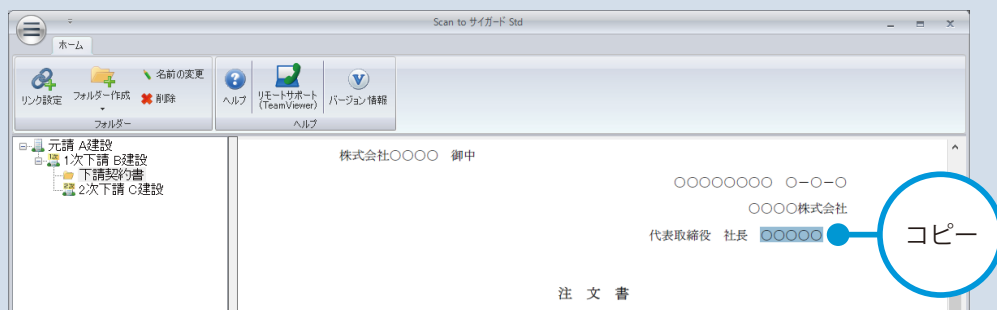 Scan to サイガード Std
ホーム
リンク設定
フォルダー作成
名前の変更
削除
フォルダー
ヘルプ
リモートサポート
(TeamViewer)
バージョン情報
ヘルプ
元請 A建設
1次下請 B建設
下請契約書
2次下請 C建設
株式会社〇〇〇〇 御中
〇〇〇〇〇〇〇〇 〇－〇－〇
〇〇〇〇株式会社
代表取締役 社長 〇〇〇〇〇
コピー
注 文 書